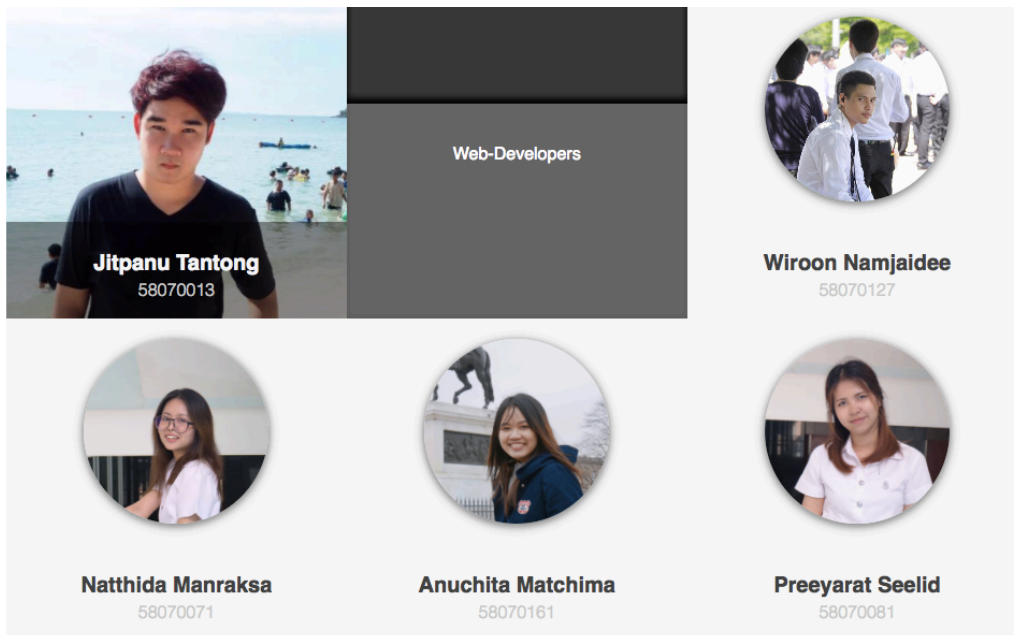 Jitpanu Tantong
58070013
Web-Developers
Wiroon Namjaidee
58070127
Natthida Manraksa
58070071
Anuchita Matchima
58070161
Preeyarat Seelid
58070081